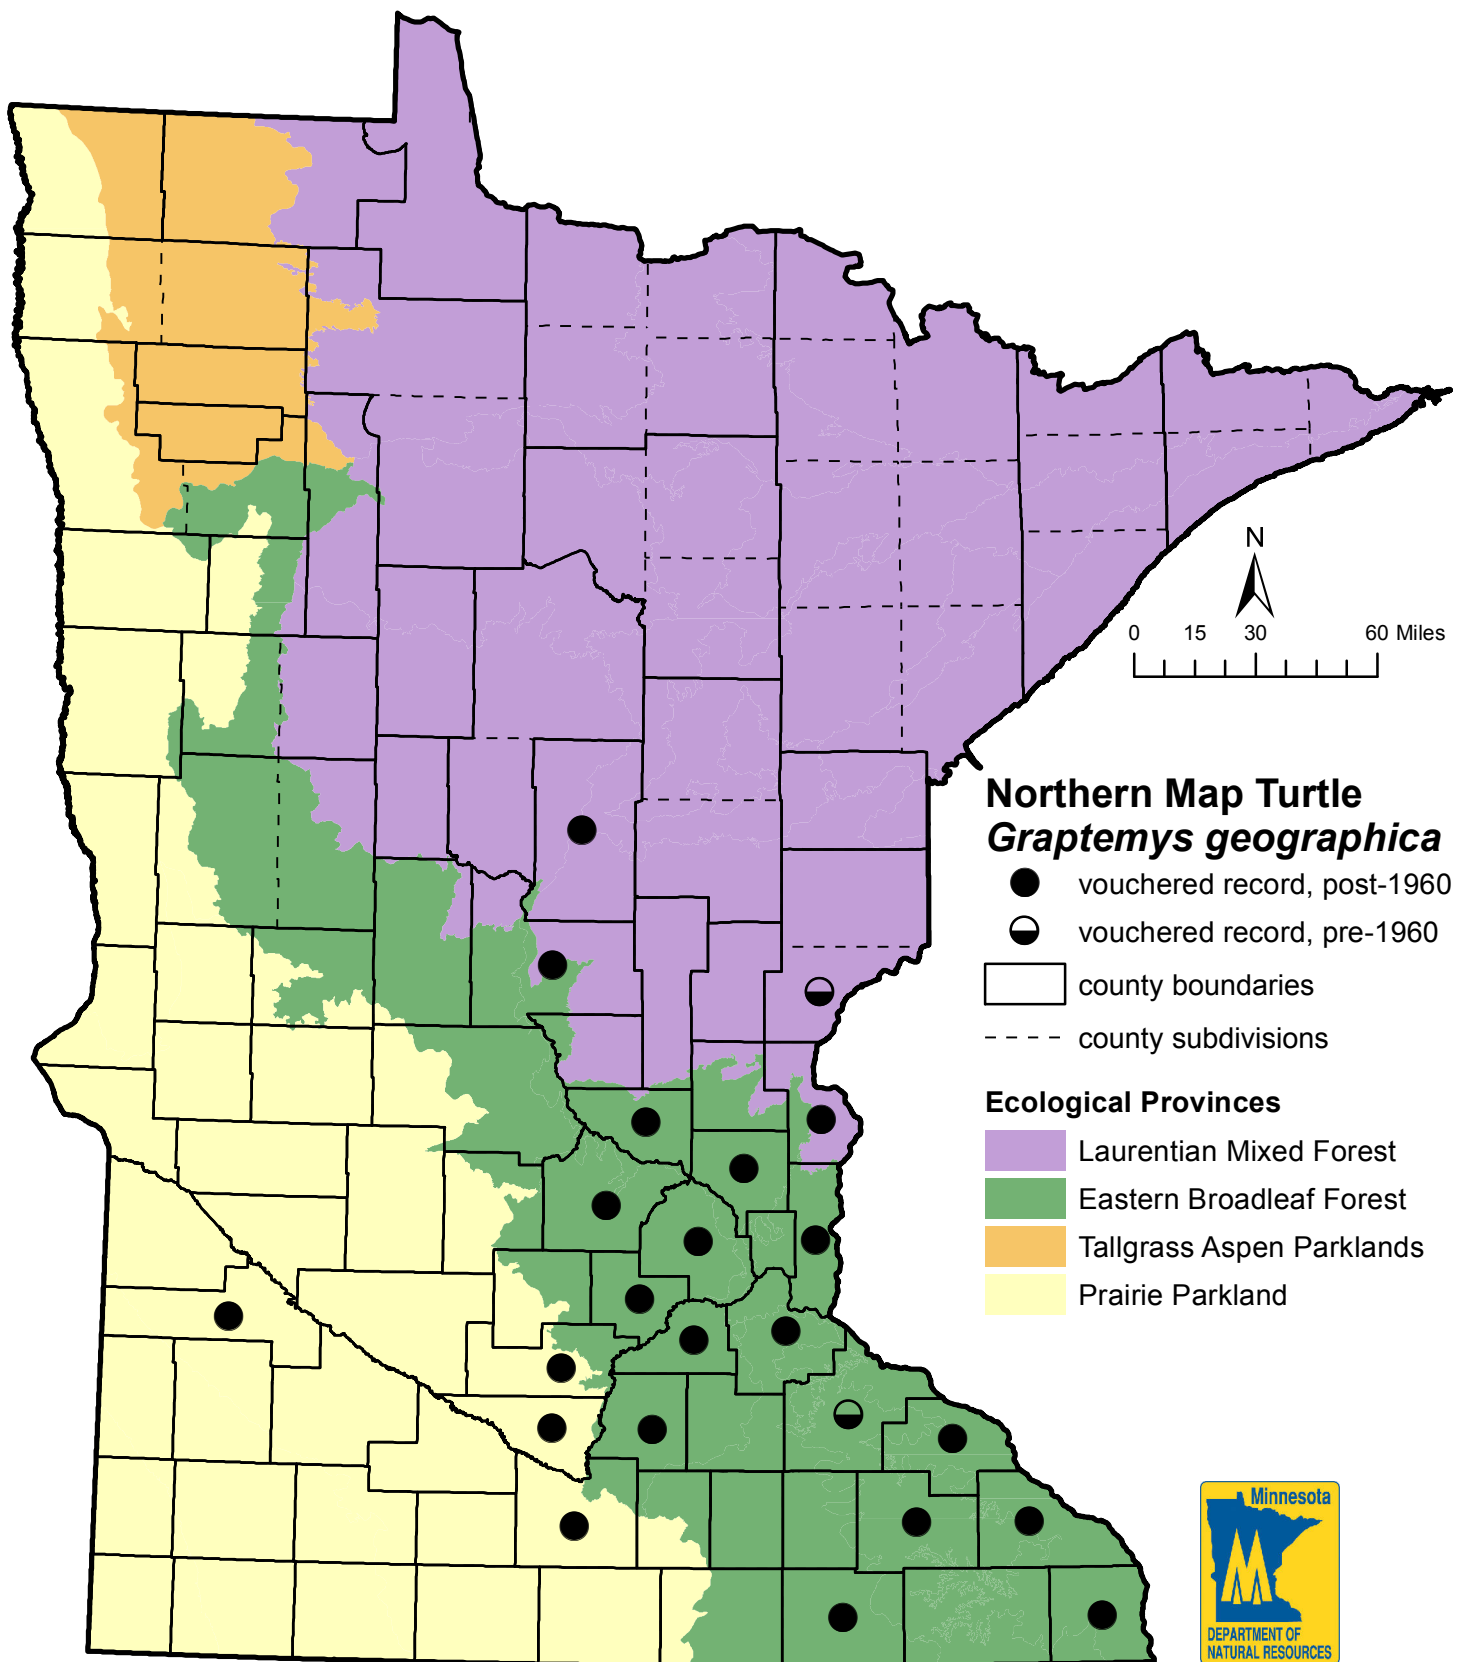 N
0 15 30 60 Miles
Northern Map Turtle
Graptemys geographica
vouchered record, post-1960
vouchered record, pre-1960
county boundaries
county subdivisions
Ecological Provinces
Laurentian Mixed Forest
Eastern Broadleaf Forest
Tallgrass Aspen Parklands
Prairie Parkland
Minnesota
M
DEPARTMENT OF
NATURAL RESOURCES